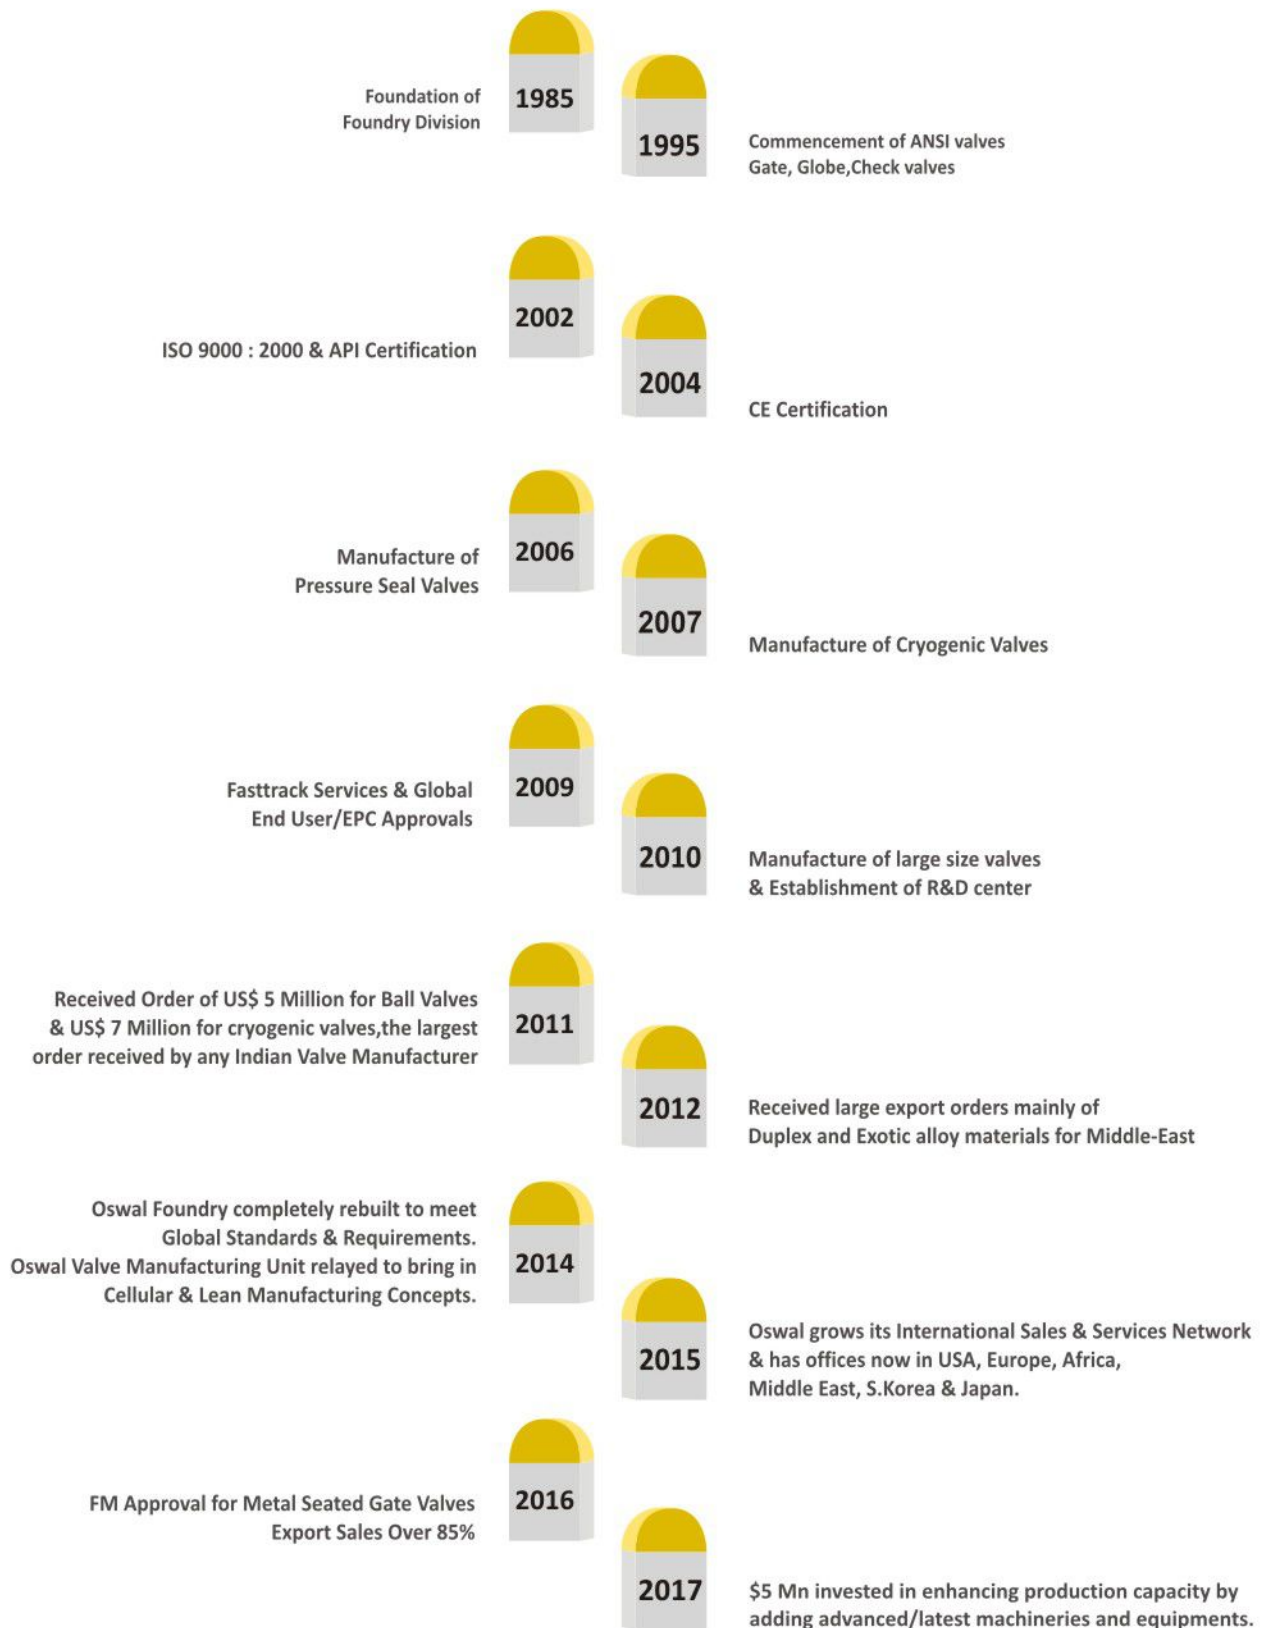 1985
Foundation of
Foundry Division
1995
Commencement of ANSI valves
Gate, Globe,Check valves
2002
ISO 9000 : 2000 & API Certification
2004
CE Certification
2006
Manufacture of
Pressure Seal Valves
2007
Manufacture of Cryogenic Valves
2009
Fasttrack Services & Global
End User/EPC Approvals
2010
Manufacture of large size valves
& Establishment of R&D center
2011
Received Order of US$ 5 Million for Ball Valves
& US$ 7 Million for cryogenic valves,the largest
order received by any Indian Valve Manufacturer
2012
Received large export orders mainly of
Duplex and Exotic alloy materials for Middle-East
2014
Oswal Foundry completely rebuilt to meet
Global Standards & Requirements.
Oswal Valve Manufacturing Unit relayed to bring in
Cellular & Lean Manufacturing Concepts.
2015
Oswal grows its International Sales & Services Network
& has offices now in USA, Europe, Africa,
Middle East, S.Korea & Japan.
2016
FM Approval for Metal Seated Gate Valves
Export Sales Over 85%
2017
$5 Mn invested in enhancing production capacity by
adding advanced/latest machineries and equipments.